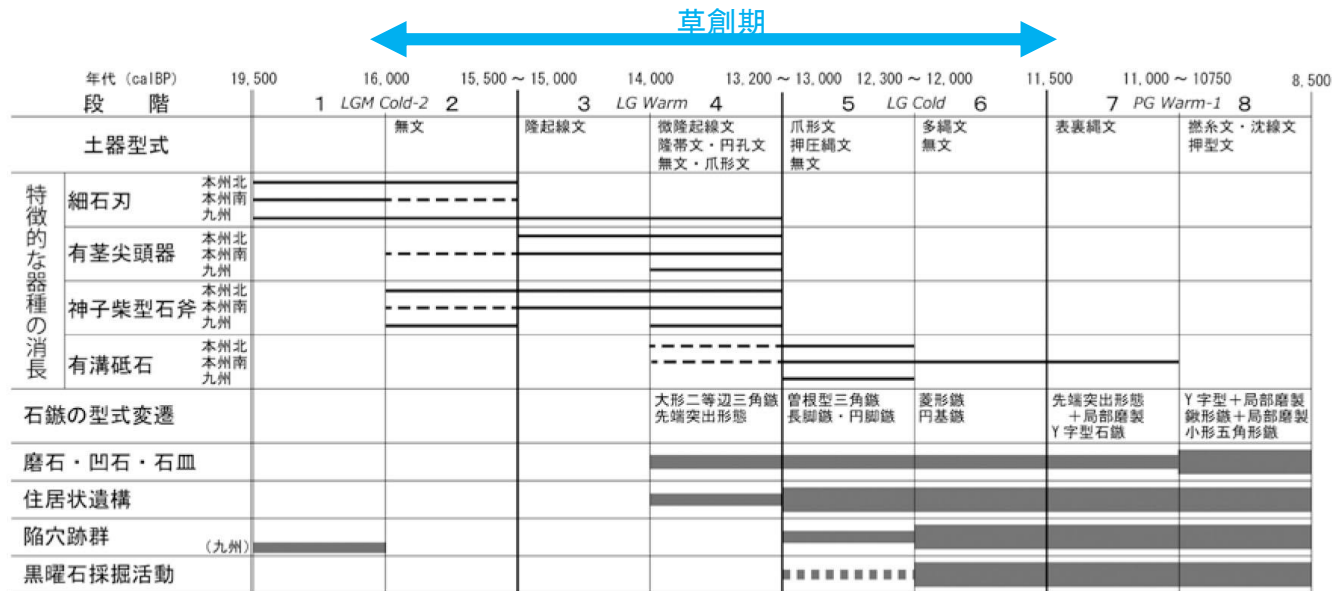 草創期
年代 (calBP) 19,500 16,000 15,500 ～ 15,000 14,000 13,200 ～ 13,000 12,300 ～ 12,000 11,500 11,000 ～ 10750 8,500
段 階 1 LGM Cold-2 2 3 LG Warm 4 5 LG Cold 6 7 PG Warm-1 8
土器型式
無文
隆起線文
微隆起線文
隆帯文・円孔文
無文・爪形文
爪形文
押圧縄文
無文
多縄文
無文
表裏縄文
撚糸文・沈線文
押型文
特徴的な器種の消長
細石刃
本州北
本州南
九州
有茎尖頭器
本州北
本州南
九州
神子柴型石斧
本州北
本州南
九州
有溝砥石
本州北
本州南
九州
石鏃の型式変遷
大形二等辺三角鏃
先端突出形態
曽根型三角鏃
長脚鏃・円脚鏃
菱形鏃
円基鏃
先端突出形態
＋局部磨製
Y字型石鏃
Y字型＋局部磨製
鍬形鏃＋局部磨製
小形五角形鏃
磨石・凹石・石皿
住居状遺構
陥穴跡群
(九州)
黒曜石採掘活動